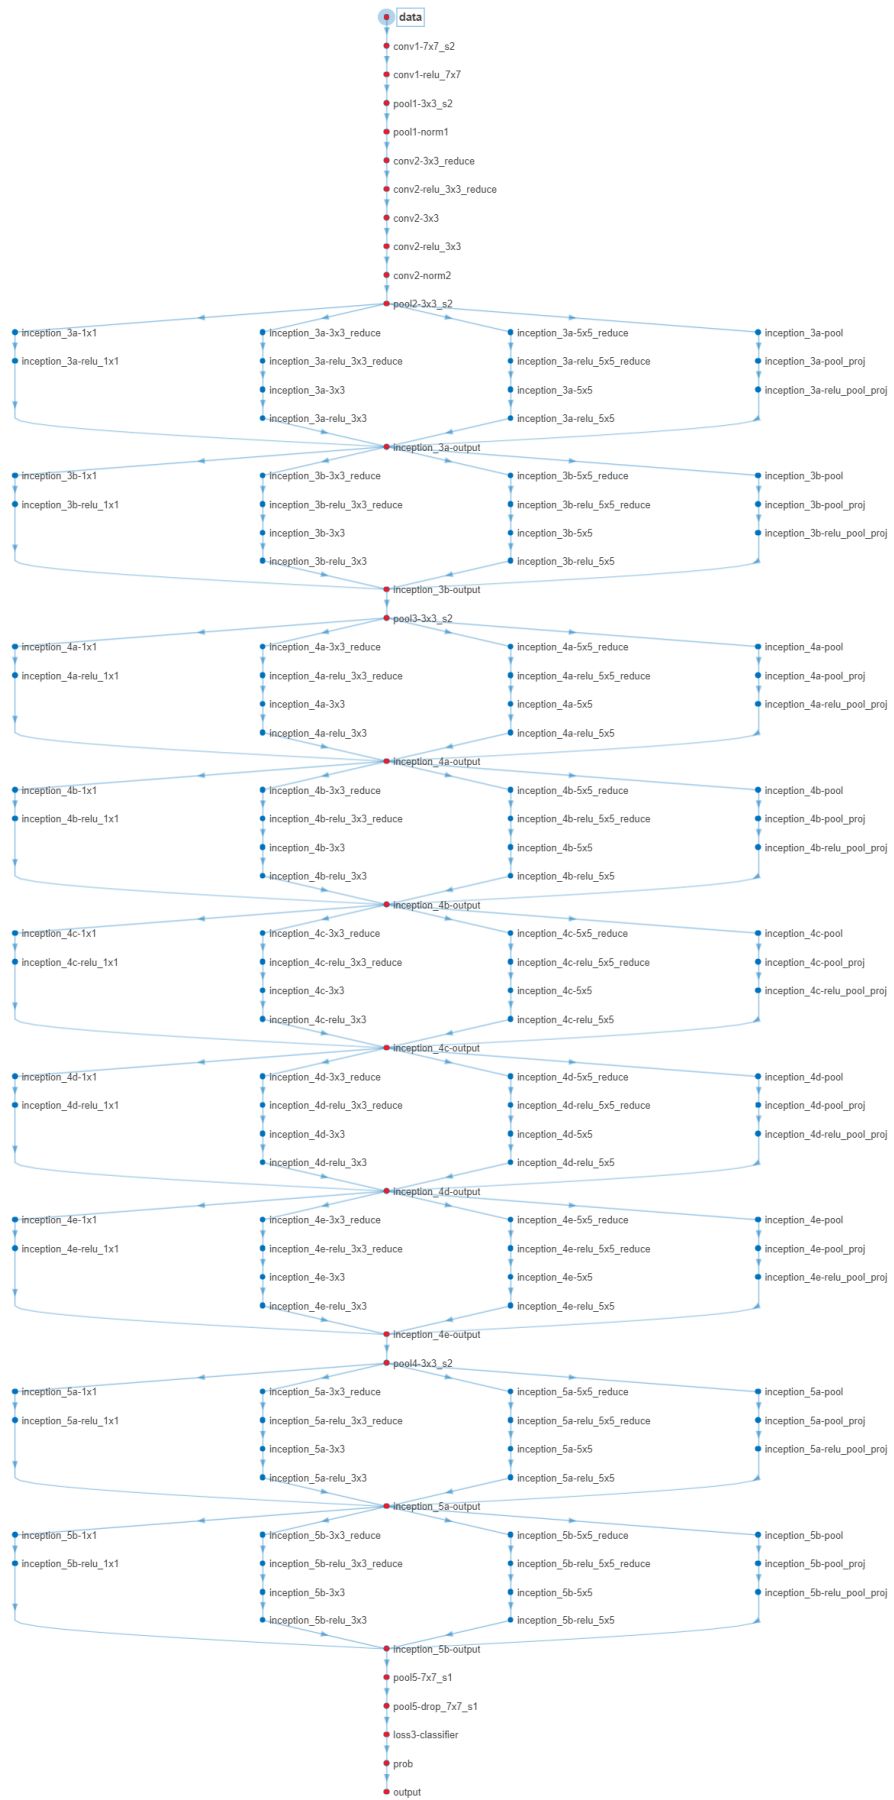 data
conv1-7x7_s2
conv1-relu_7x7
pool1-3x3_s2
pool1-norm1
conv2-3x3_reduce
conv2-relu_3x3_reduce
conv2-3x3
conv2-relu_3x3
conv2-norm2
pool2-3x3_s2
inception_3a-1x1 inception_3a-3x3_reduce inception_3a-5x5_reduce inception_3a-pool
inception_3a-relu_1x1 inception_3a-relu_3x3_reduce inception_3a-relu_5x5_reduce inception_3a-pool_proj
inception_3a-3x3 inception_3a-5x5 inception_3a-relu_pool_proj
inception_3a-relu_3x3 inception_3a-relu_5x5
inception_3a-output
inception_3b-1x1 inception_3b-3x3_reduce inception_3b-5x5_reduce inception_3b-pool
inception_3b-relu_1x1 inception_3b-relu_3x3_reduce inception_3b-relu_5x5_reduce inception_3b-pool_proj
inception_3b-3x3 inception_3b-5x5 inception_3b-relu_pool_proj
inception_3b-relu_3x3 inception_3b-relu_5x5
inception_3b-output
pool3-3x3_s2
inception_4a-1x1 inception_4a-3x3_reduce inception_4a-5x5_reduce inception_4a-pool
inception_4a-relu_1x1 inception_4a-relu_3x3_reduce inception_4a-relu_5x5_reduce inception_4a-pool_proj
inception_4a-3x3 inception_4a-5x5 inception_4a-relu_pool_proj
inception_4a-relu_3x3 inception_4a-relu_5x5
inception_4a-output
inception_4b-1x1 inception_4b-3x3_reduce inception_4b-5x5_reduce inception_4b-pool
inception_4b-relu_1x1 inception_4b-relu_3x3_reduce inception_4b-relu_5x5_reduce inception_4b-pool_proj
inception_4b-3x3 inception_4b-5x5 inception_4b-relu_pool_proj
inception_4b-relu_3x3 inception_4b-relu_5x5
inception_4b-output
inception_4c-1x1 inception_4c-3x3_reduce inception_4c-5x5_reduce inception_4c-pool
inception_4c-relu_1x1 inception_4c-relu_3x3_reduce inception_4c-relu_5x5_reduce inception_4c-pool_proj
inception_4c-3x3 inception_4c-5x5 inception_4c-relu_pool_proj
inception_4c-relu_3x3 inception_4c-relu_5x5
inception_4c-output
inception_4d-1x1 inception_4d-3x3_reduce inception_4d-5x5_reduce inception_4d-pool
inception_4d-relu_1x1 inception_4d-relu_3x3_reduce inception_4d-relu_5x5_reduce inception_4d-pool_proj
inception_4d-3x3 inception_4d-5x5 inception_4d-relu_pool_proj
inception_4d-relu_3x3 inception_4d-relu_5x5
inception_4d-output
inception_4e-1x1 inception_4e-3x3_reduce inception_4e-5x5_reduce inception_4e-pool
inception_4e-relu_1x1 inception_4e-relu_3x3_reduce inception_4e-relu_5x5_reduce inception_4e-pool_proj
inception_4e-3x3 inception_4e-5x5 inception_4e-relu_pool_proj
inception_4e-relu_3x3 inception_4e-relu_5x5
inception_4e-output
pool4-3x3_s2
inception_5a-1x1 inception_5a-3x3_reduce inception_5a-5x5_reduce inception_5a-pool
inception_5a-relu_1x1 inception_5a-relu_3x3_reduce inception_5a-relu_5x5_reduce inception_5a-pool_proj
inception_5a-3x3 inception_5a-5x5 inception_5a-relu_pool_proj
inception_5a-relu_3x3 inception_5a-relu_5x5
inception_5a-output
inception_5b-1x1 inception_5b-3x3_reduce inception_5b-5x5_reduce inception_5b-pool
inception_5b-relu_1x1 inception_5b-relu_3x3_reduce inception_5b-relu_5x5_reduce inception_5b-pool_proj
inception_5b-3x3 inception_5b-5x5 inception_5b-relu_pool_proj
inception_5b-relu_3x3 inception_5b-relu_5x5
inception_5b-output
pool5-7x7_s1
pool5-drop_7x7_s1
loss3-classifier
prob
output